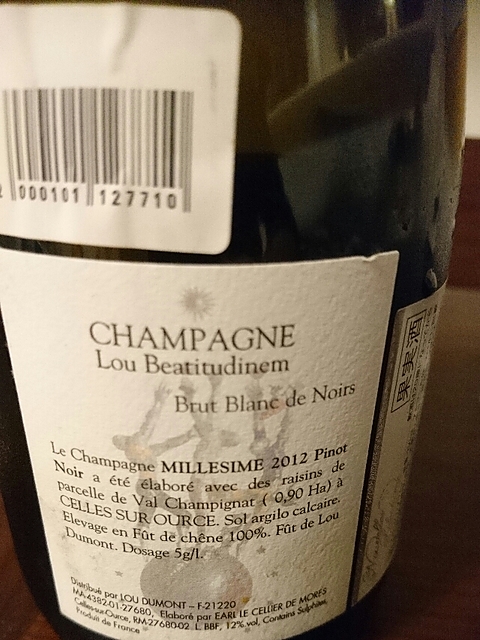 000101 127710
CHAMPAGNE
Lou Beatitudinem
Brut Blanc de Noirs
Le Champagne MILLESIME 2012 Pinot
Noir a été élaboré avec des raisins de
parcelle de Val Champignat ( 0,90 Ha) à
CELLES SUR OURCE. Sol argilo calcaire.
Elevage en Fût de chêne 100%. Fût de Lou
Dumont. Dosage 5g/l.
Distribué par LOU DUMONT – F-21220
MA-4382-01-27680, Elaboré par EARL LE CELLIER DE MORES
Celles-sur-Ource, RM-27680-02 L. BBF, 12% vol, Contains Sulphites,
Produit de France
果実酒